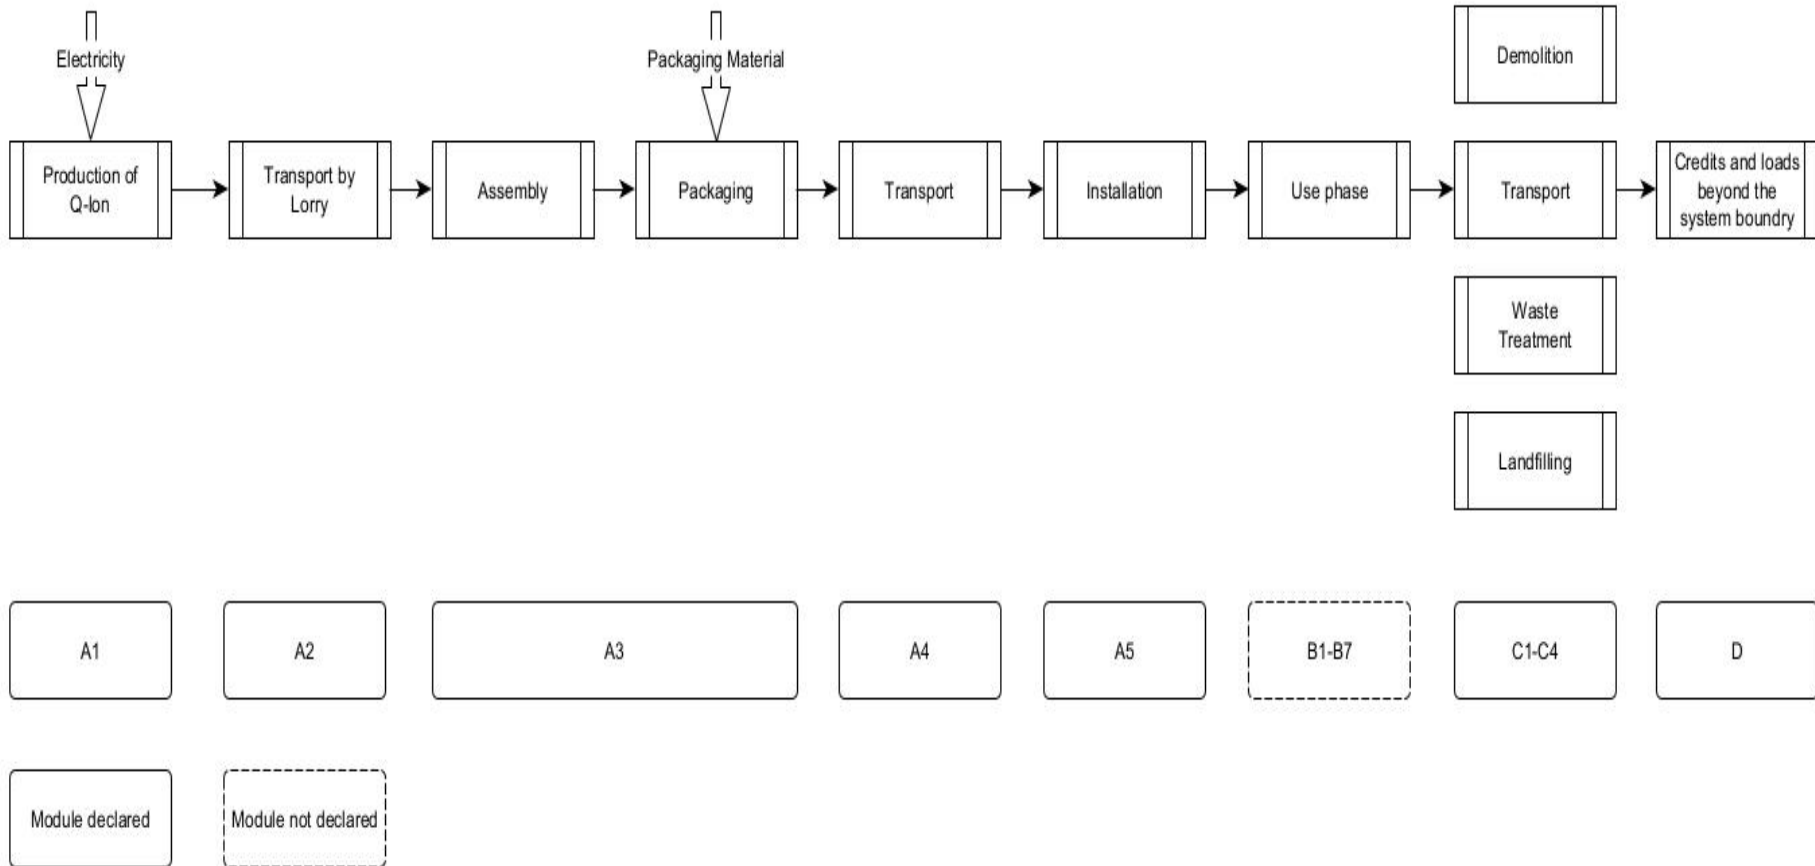 Electricity
Packaging Material
Demolition
Production of
Q-Ion
Transport by
Lorry
Assembly
Packaging
Transport
Installation
Use phase
Transport
Credits and loads
beyond the
system boundry
Waste
Treatment
Landfilling
A1
A2
A3
A4
A5
B1-B7
C1-C4
D
Module declared
Module not declared